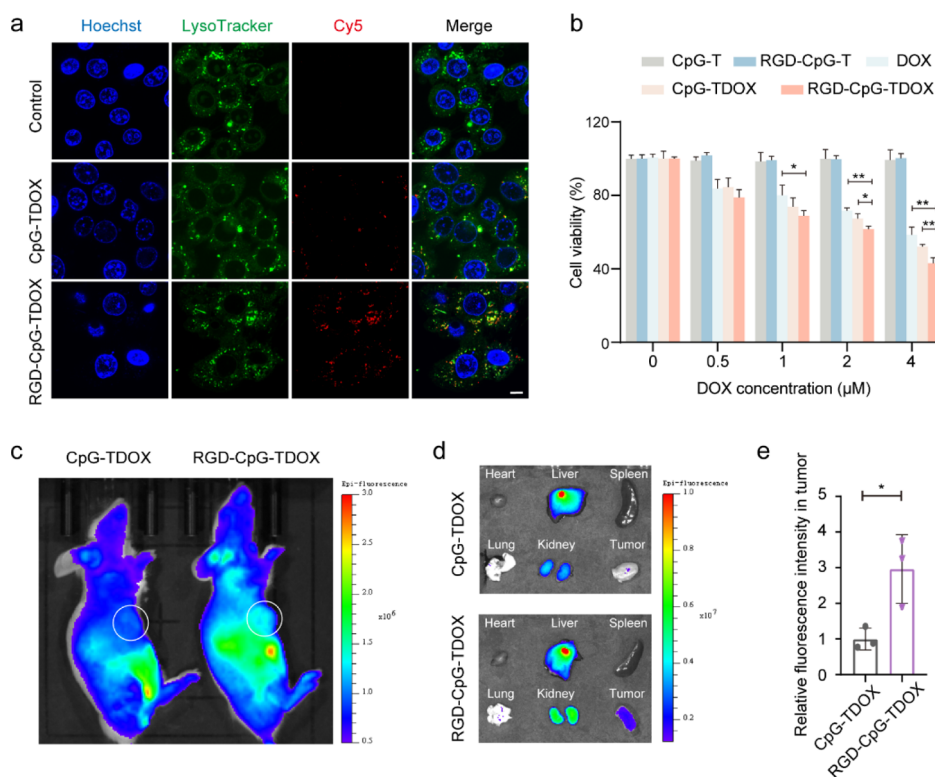 a
Hoechst LysoTracker Cy5 Merge
Control
CpG-TDOX
RGD-CpG-TDOX
b
CpG-T RGD-CpG-T DOX
CpG-TDOX RGD-CpG-TDOX
Cell viability (%)
120
80
40
0
* ** * ** **
0 0.5 1 2 4
DOX concentration (μM)
c
CpG-TDOX RGD-CpG-TDOX
Epi-fluorescence
3.0
2.5
2.0
x10⁶
1.5
1.0
0.5
d
CpG-TDOX
Heart Liver Spleen
Lung Kidney Tumor
RGD-CpG-TDOX
Heart Liver Spleen
Lung Kidney Tumor
Epi-fluorescence
1.0
0.8
0.6
x10⁷
0.4
0.2
e
Relative fluorescence intensity in tumor
5
4
3
2
1
0
*
CpG-TDOX
RGD-CpG-TDOX